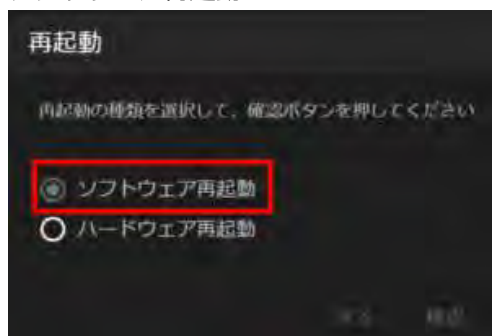 再起動
再起動の種類を選択して、確認ボタンを押してください
ソフトウェア再起動
ハードウェア再起動